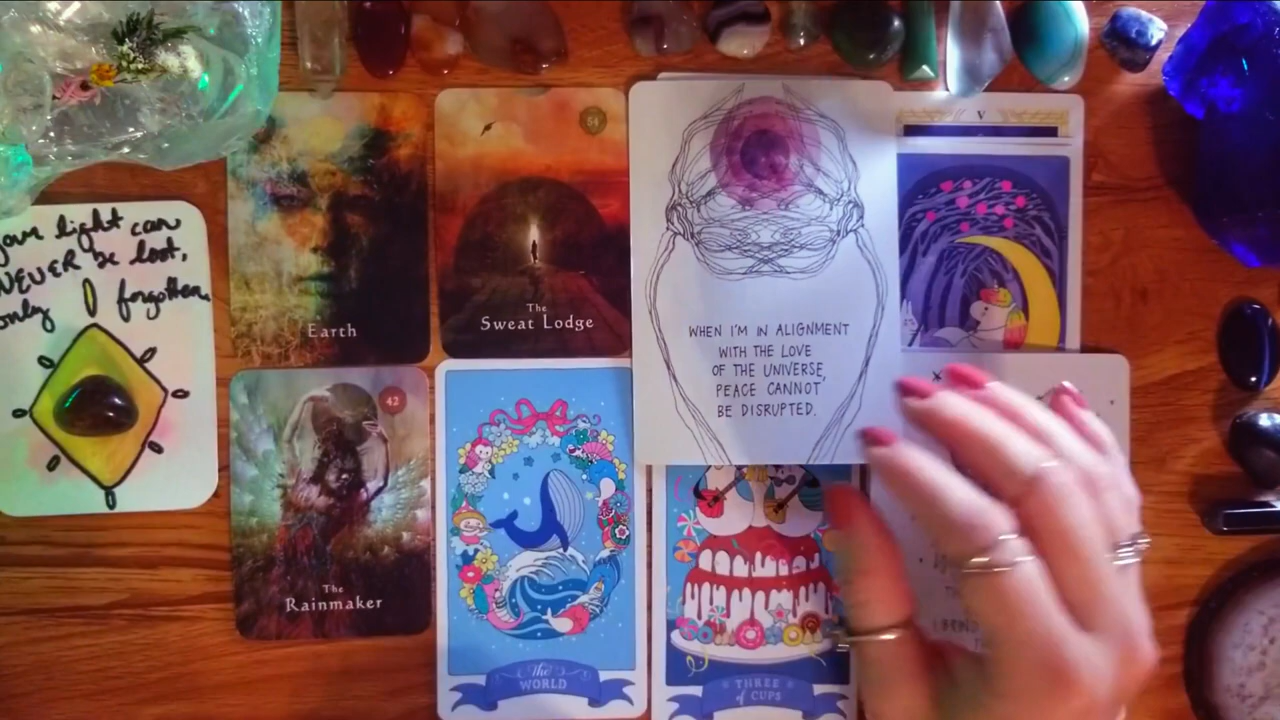 your light can
NEVER be lost,
only forgotten.
Earth
54
The
Sweat Lodge
WHEN I'M IN ALIGNMENT
WITH THE LOVE
OF THE UNIVERSE,
PEACE CANNOT
BE DISRUPTED.
V
42
The
Rainmaker
The
WORLD
THREE
of CUPS